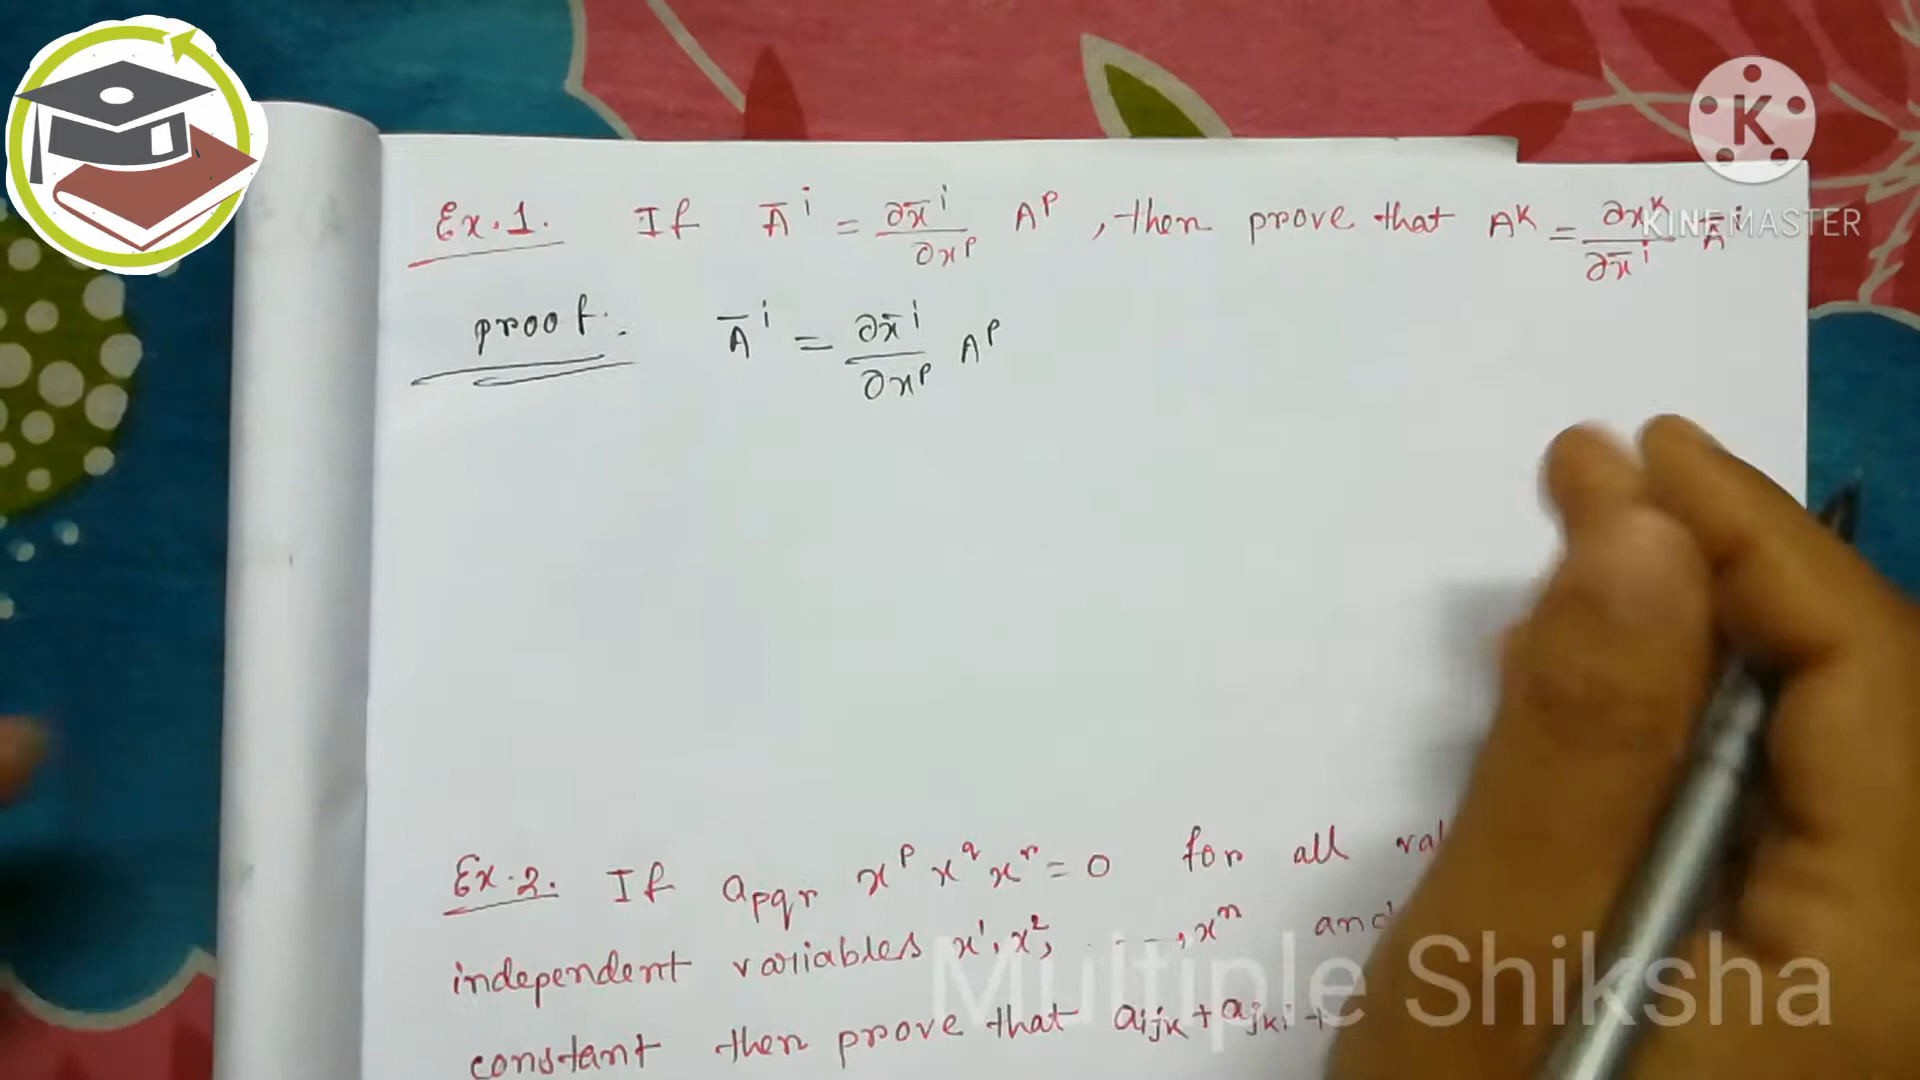 K
KINEMASTER
Ex.1. If Ā^i = ∂x̄^i/∂x^p A^p, then prove that A^k = ∂x^k/∂x̄^i Ā^i
proof. Ā^i = ∂x̄^i/∂x^p A^p
Ex.2. If a_pqr x^p x^q x^r = 0 for all
independent variables x^1, x^2, ..., x^n and
constant then prove that a_ijk + a_jki +
Multiple Shiksha